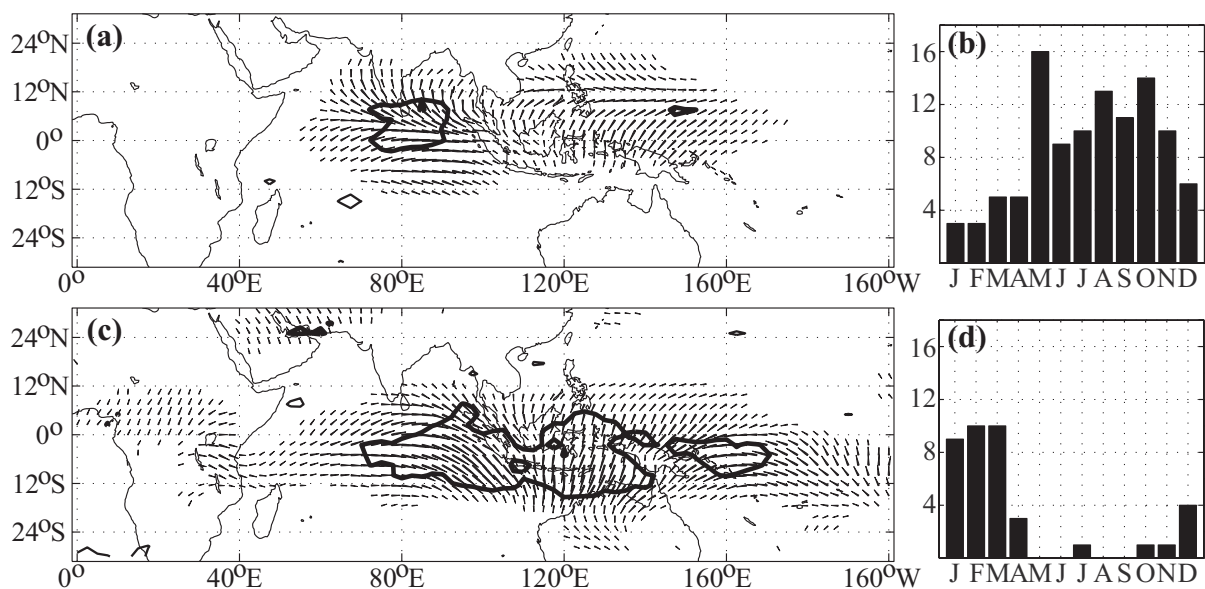 (a)
24ºN
12ºN
0º
12ºS
24ºS
0º 40ºE 80ºE 120ºE 160ºE 160ºW
(b)
16
12
8
4
J F M A M J J A S O N D
(c)
24ºN
12ºN
0º
12ºS
24ºS
0º 40ºE 80ºE 120ºE 160ºE 160ºW
(d)
16
12
8
4
J F M A M J J A S O N D